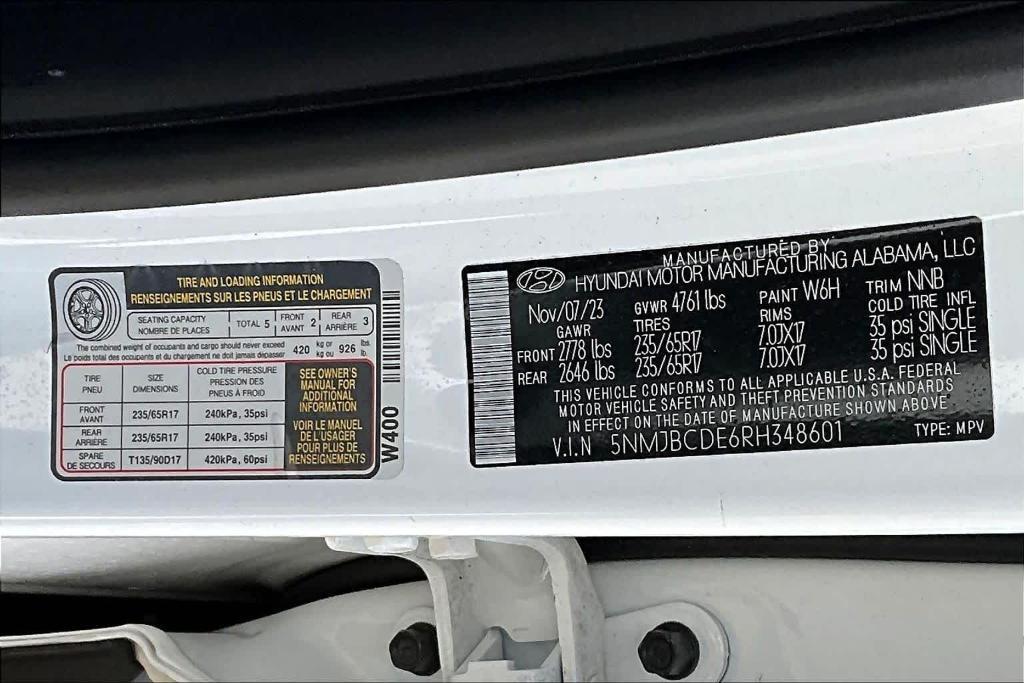 TIRE AND LOADING INFORMATION
RENSEIGNEMENTS SUR LES PNEUS ET LE CHARGEMENT
SEATING CAPACITY
NOMBRE DE PLACES
TOTAL 5
FRONT
AVANT 2
REAR
ARRIÈRE 3
The combined weight of occupants and cargo should never exceed
Le poids total des occupants et du chargement ne doit jamais dépasser
420 kg or kg ou 926 lbs. lb.
TIRE
PNEU
SIZE
DIMENSIONS
COLD TIRE PRESSURE
PRESSION DES
PNEUS À FROID
FRONT
AVANT
235/65R17
240kPa, 35psi
REAR
ARRIÈRE
235/65R17
240kPa, 35psi
SPARE
DE SECOURS
T135/90D17
420kPa, 60psi
SEE OWNER'S
MANUAL FOR
ADDITIONAL
INFORMATION
VOIR LE MANUEL
DE L'USAGER
POUR PLUS DE
RENSEIGNEMENTS
W400
MANUFACTURED BY
HYUNDAI MOTOR MANUFACTURING ALABAMA, LLC
Nov/07/23 GVWR 4761 lbs PAINT W6H TRIM NNB
GAWR TIRES RIMS COLD TIRE INFL
FRONT 2778 lbs 235/65R17 7.0JX17 35 psi SINGLE
REAR 2646 lbs 235/65R17 7.0JX17 35 psi SINGLE
THIS VEHICLE CONFORMS TO ALL APPLICABLE U.S.A. FEDERAL
MOTOR VEHICLE SAFETY AND THEFT PREVENTION STANDARDS
IN EFFECT ON THE DATE OF MANUFACTURE SHOWN ABOVE
V.I.N 5NMJBCDE6RH348601 TYPE: MPV